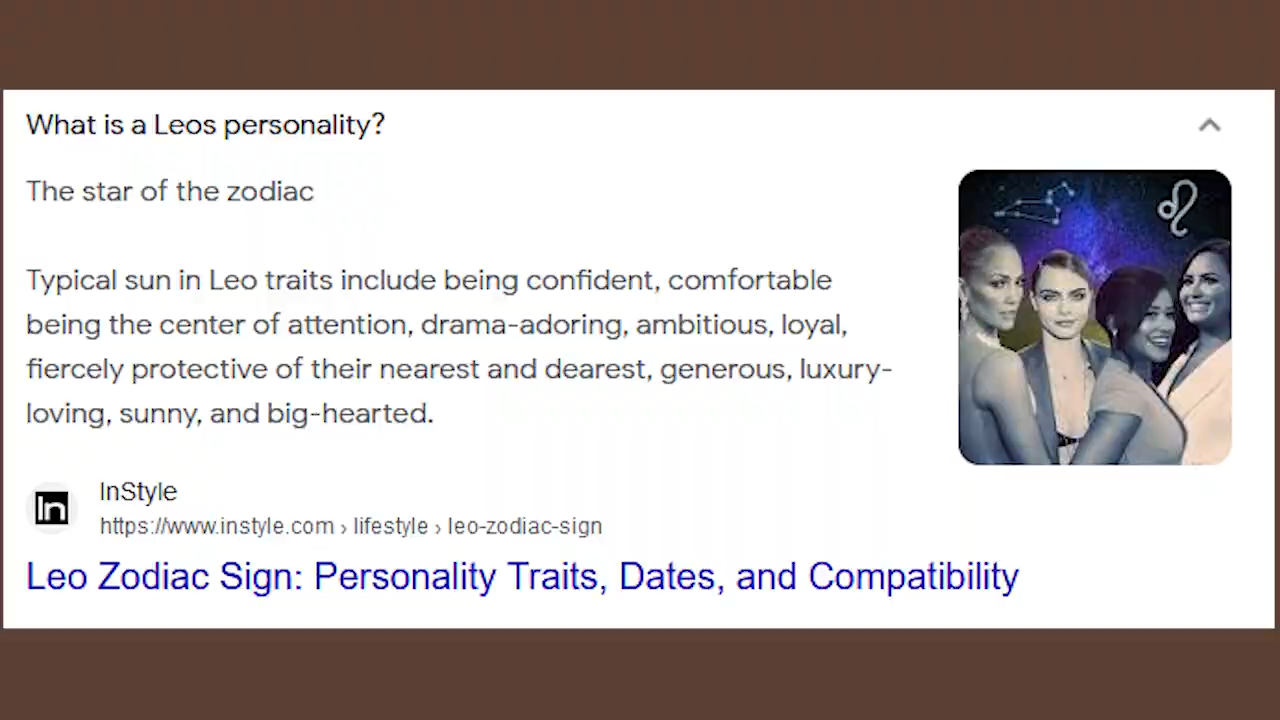 What is a Leos personality?
The star of the zodiac
Typical sun in Leo traits include being confident, comfortable
being the center of attention, drama-adoring, ambitious, loyal,
fiercely protective of their nearest and dearest, generous, luxury-
loving, sunny, and big-hearted.
In
InStyle
https://www.instyle.com › lifestyle › leo-zodiac-sign
Leo Zodiac Sign: Personality Traits, Dates, and Compatibility